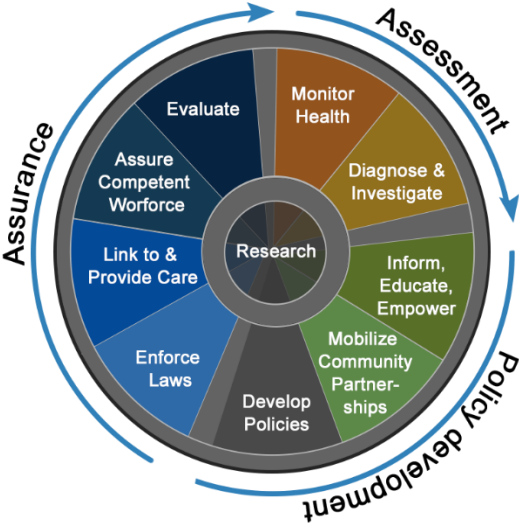 Assessment
Monitor
Health
Diagnose &
Investigate
Policy development
Inform,
Educate,
Empower
Mobilize
Community
Partner-
ships
Develop
Policies
Assurance
Enforce
Laws
Link to &
Provide Care
Assure
Competent
Worforce
Evaluate
Research